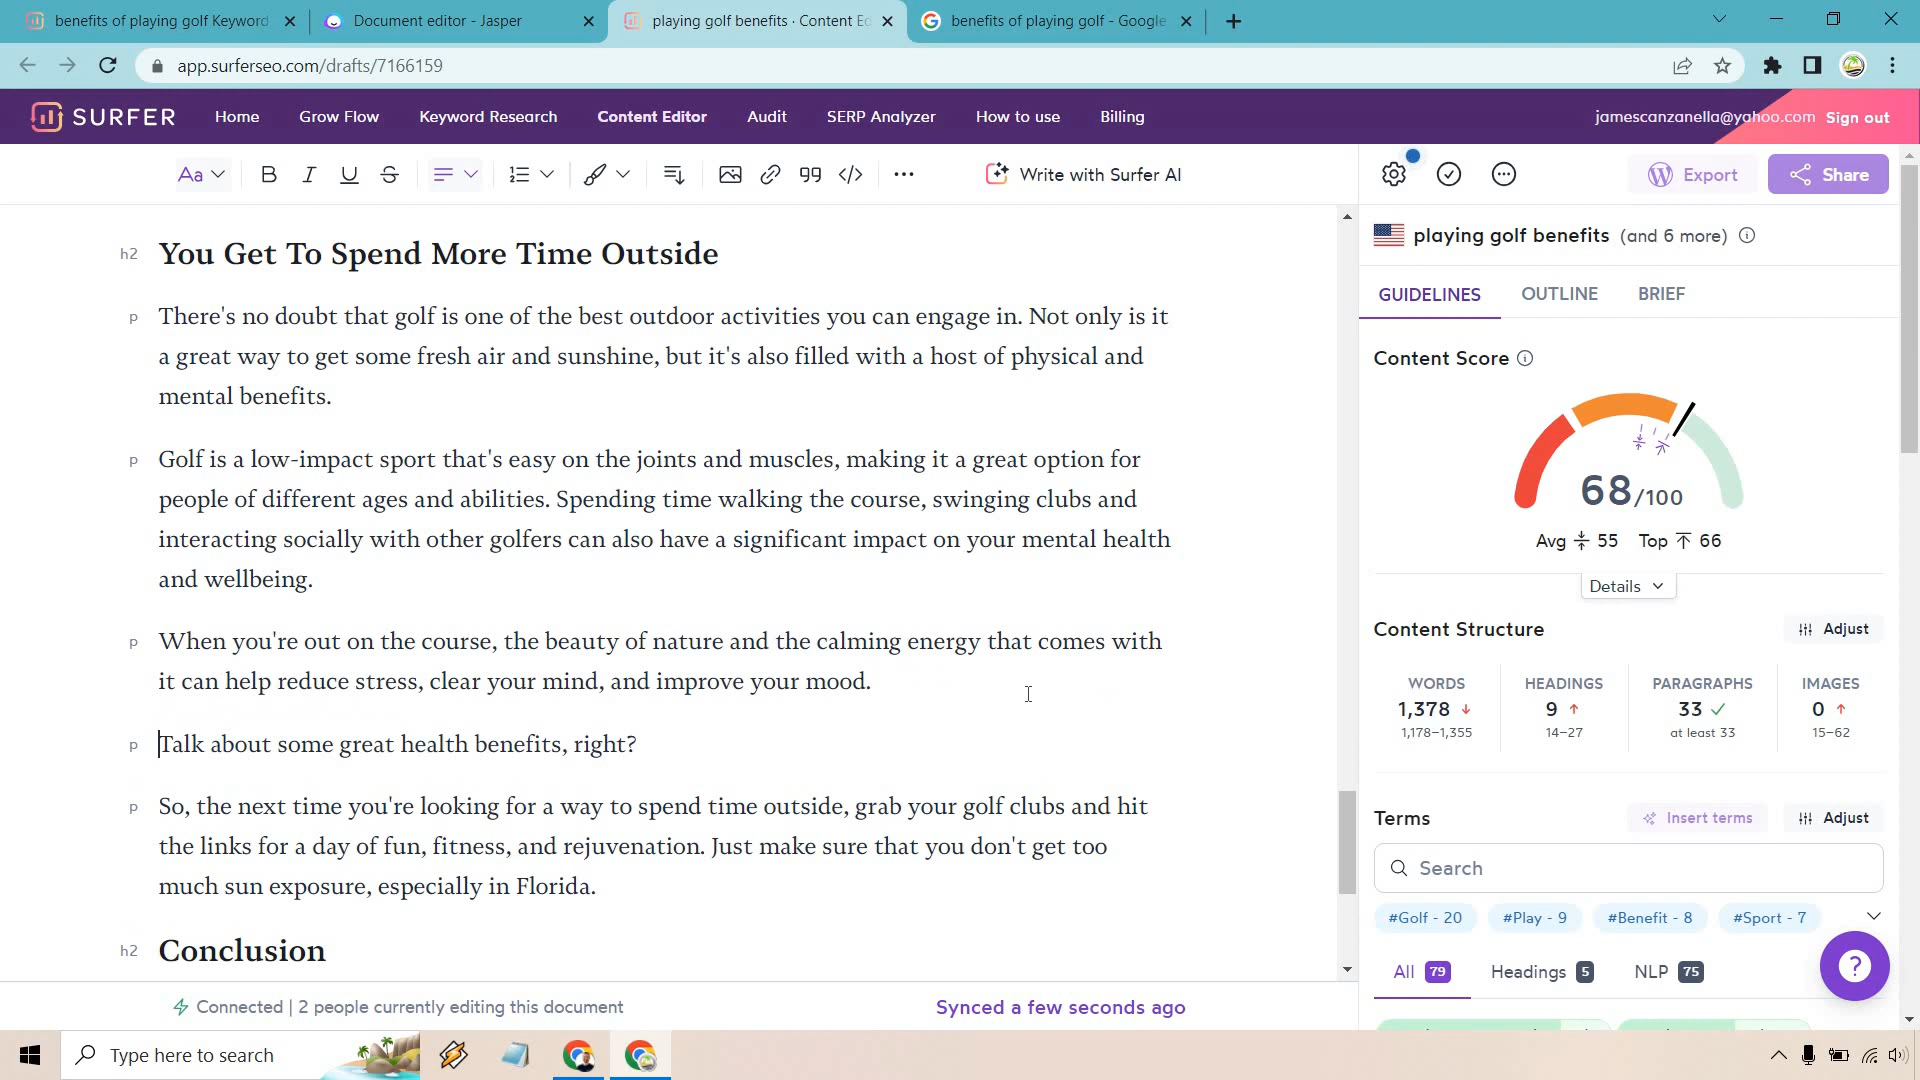 benefits of playing golf Keyword
Document editor - Jasper
playing golf benefits · Content Ed
benefits of playing golf - Google
app.surferseo.com/drafts/7166159
SURFER
Home
Grow Flow
Keyword Research
Content Editor
Audit
SERP Analyzer
How to use
Billing
jamescanzanella@yahoo.com
Sign out
Aa
Write with Surfer AI
Export
Share
h2
You Get To Spend More Time Outside
p
There's no doubt that golf is one of the best outdoor activities you can engage in. Not only is it
a great way to get some fresh air and sunshine, but it's also filled with a host of physical and
mental benefits.
p
Golf is a low-impact sport that's easy on the joints and muscles, making it a great option for
people of different ages and abilities. Spending time walking the course, swinging clubs and
interacting socially with other golfers can also have a significant impact on your mental health
and wellbeing.
p
When you're out on the course, the beauty of nature and the calming energy that comes with
it can help reduce stress, clear your mind, and improve your mood.
p
Talk about some great health benefits, right?
p
So, the next time you're looking for a way to spend time outside, grab your golf clubs and hit
the links for a day of fun, fitness, and rejuvenation. Just make sure that you don't get too
much sun exposure, especially in Florida.
h2
Conclusion
Connected | 2 people currently editing this document
Synced a few seconds ago
playing golf benefits (and 6 more)
GUIDELINES
OUTLINE
BRIEF
Content Score
68/100
Avg 55 Top 66
Details
Content Structure
Adjust
WORDS
1,378
1,178–1,355
HEADINGS
9
14–27
PARAGRAPHS
33
at least 33
IMAGES
0
15–62
Terms
Insert terms
Adjust
Search
#Golf - 20
#Play - 9
#Benefit - 8
#Sport - 7
All 79
Headings 5
NLP 75
?
Type here to search